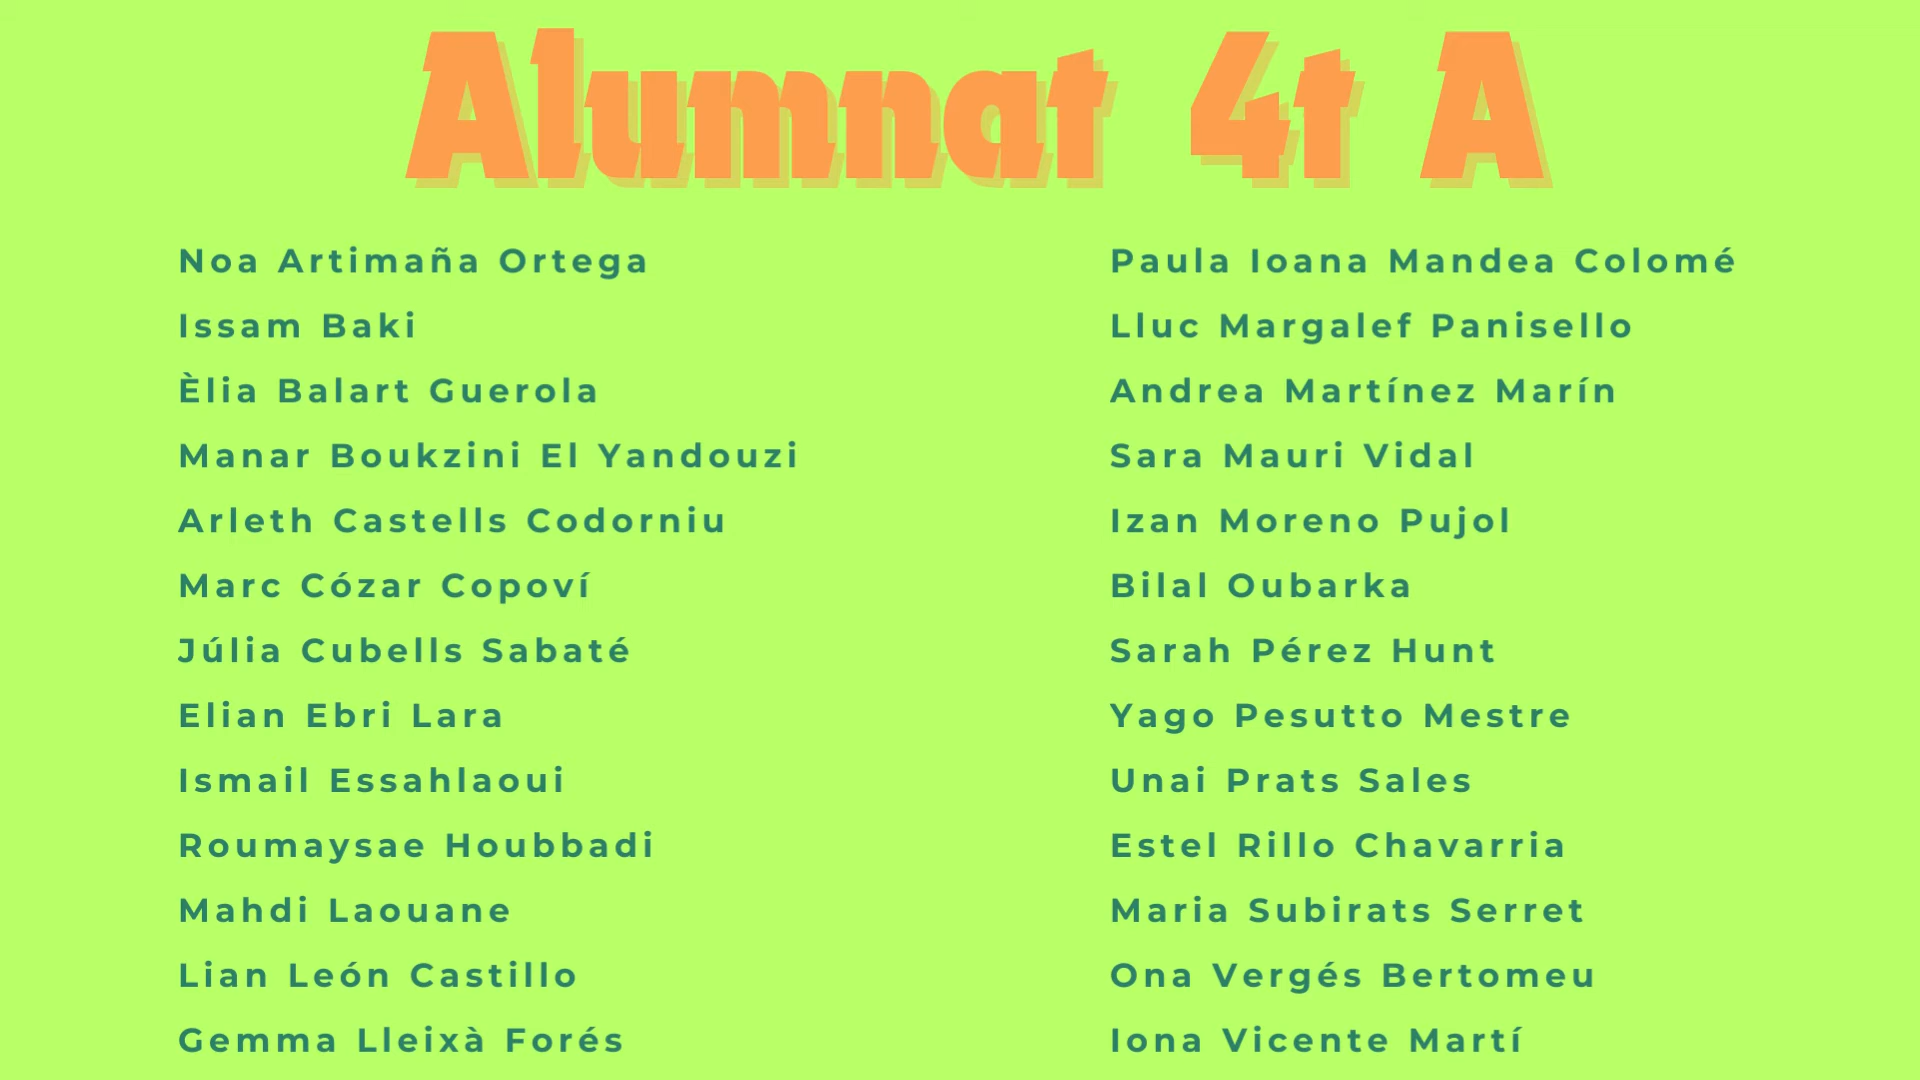 Alumnat 4t A
Noa Artimaña Ortega
Issam Baki
Èlia Balart Guerola
Manar Boukzini El Yandouzi
Arleth Castells Codorniu
Marc Cózar Copoví
Júlia Cubells Sabaté
Elian Ebri Lara
Ismail Essahlaoui
Roumaysae Houbbadi
Mahdi Laouane
Lian León Castillo
Gemma Lleixà Forés
Paula Ioana Mandea Colomé
Lluc Margalef Panisello
Andrea Martínez Marín
Sara Mauri Vidal
Izan Moreno Pujol
Bilal Oubarka
Sarah Pérez Hunt
Yago Pesutto Mestre
Unai Prats Sales
Estel Rillo Chavarria
Maria Subirats Serret
Ona Vergés Bertomeu
Iona Vicente Martí